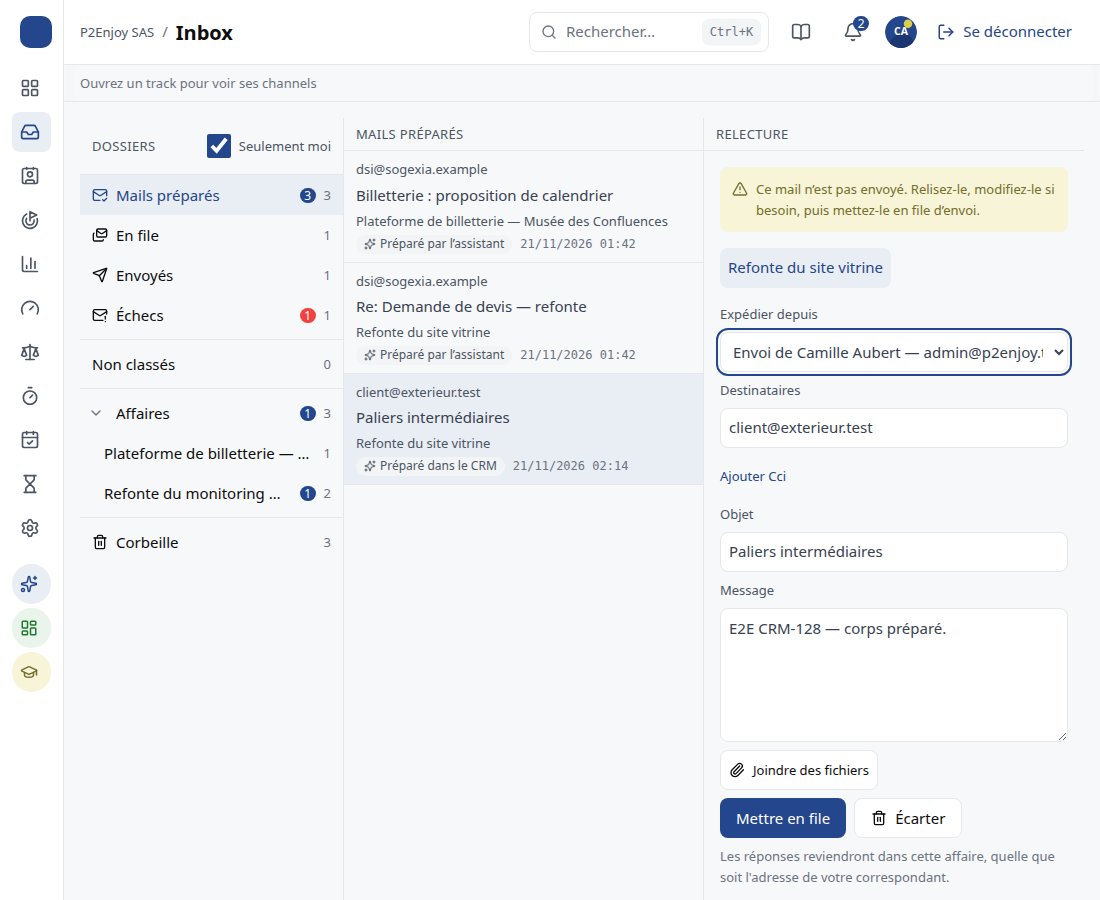 P2Enjoy SAS / Inbox
Rechercher... Ctrl+K
2
CA
Se déconnecter
Ouvrez un track pour voir ses channels
DOSSIERS
Seulement moi
Mails préparés 3 3
En file 1
Envoyés 1
Échecs 1 1
Non classés 0
Affaires 1 3
Plateforme de billetterie — ... 1
Refonte du monitoring ... 1 2
Corbeille 3
MAILS PRÉPARÉS
dsi@sogexia.example
Billetterie : proposition de calendrier
Plateforme de billetterie — Musée des Confluences
Préparé par l’assistant 21/11/2026 01:42
dsi@sogexia.example
Re: Demande de devis — refonte
Refonte du site vitrine
Préparé par l’assistant 21/11/2026 01:42
client@exterieur.test
Paliers intermédiaires
Refonte du site vitrine
Préparé dans le CRM 21/11/2026 02:14
RELECTURE
Ce mail n’est pas envoyé. Relisez-le, modifiez-le si
besoin, puis mettez-le en file d’envoi.
Refonte du site vitrine
Expédier depuis
Envoi de Camille Aubert — admin@p2enjoy.t
Destinataires
client@exterieur.test
Ajouter Cci
Objet
Paliers intermédiaires
Message
E2E CRM-128 — corps préparé.
Joindre des fichiers
Mettre en file
Écarter
Les réponses reviendront dans cette affaire, quelle que
soit l'adresse de votre correspondant.